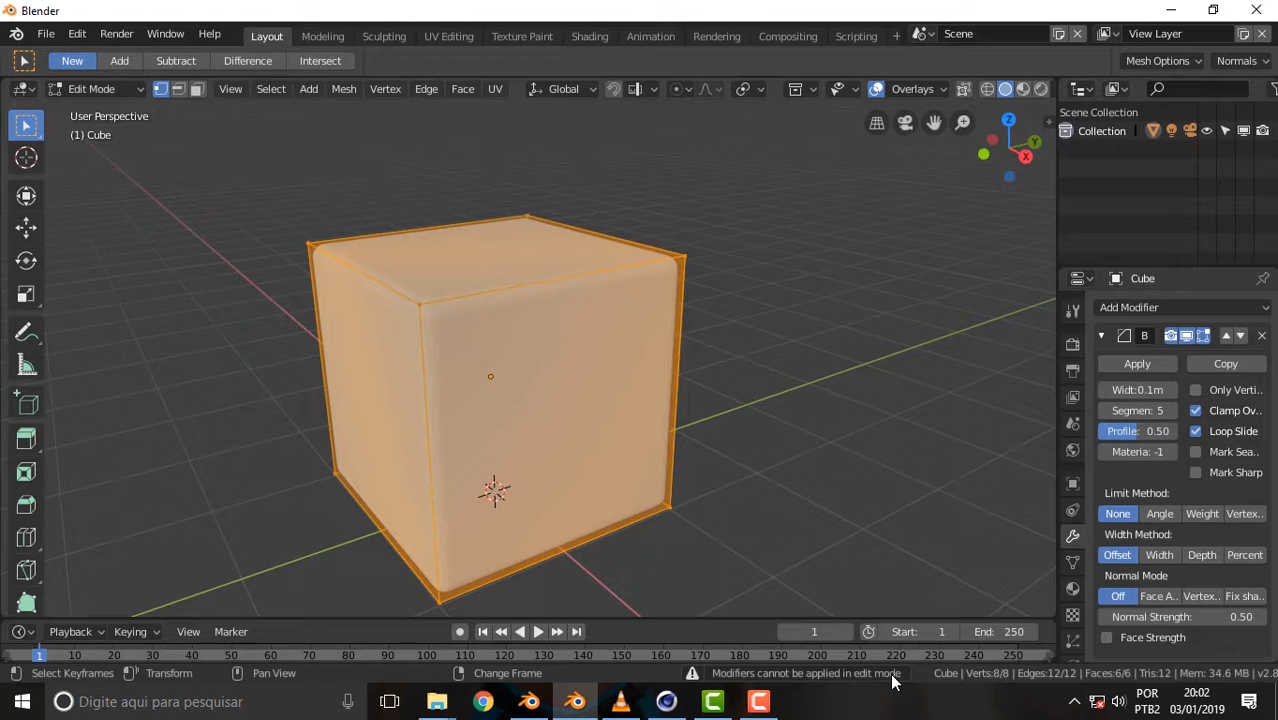 Blender
File Edit Render Window Help Layout Modeling Sculpting UV Editing Texture Paint Shading Animation Rendering Compositing Scripting + Scene View Layer
New Add Subtract Difference Intersect Mesh Options Normals
Edit Mode View Select Add Mesh Vertex Edge Face UV Global Overlays
User Perspective
(1) Cube
Z
Y
X
Scene Collection
Collection
Cube
Add Modifier
B
Apply Copy
Widt:0.1m Only Verti..
Segmen: 5 Clamp Ov..
Profile: 0.50 Loop Slide
Materia: -1 Mark Sea..
Mark Sharp
Limit Method:
None Angle Weight Vertex..
Width Method:
Offset Width Depth Percent
Normal Mode
Off Face A.. Vertex.. Fix sha..
Normal Strength: 0.50
Face Strength
Playback Keying View Marker 1 Start: 1 End: 250
1 10 20 30 40 50 60 70 80 90 100 110 120 130 140 150 160 170 180 190 200 210 220 230 240 250
Select Keyframes Transform Pan View Change Frame Modifiers cannot be applied in edit mode Cube | Verts:8/8 | Edges:12/12 | Faces:6/6 | Tris:12 | Mem: 34.6 MB | v2.8
Digite aqui para pesquisar
POR
PTB2
20:02
03/01/2019